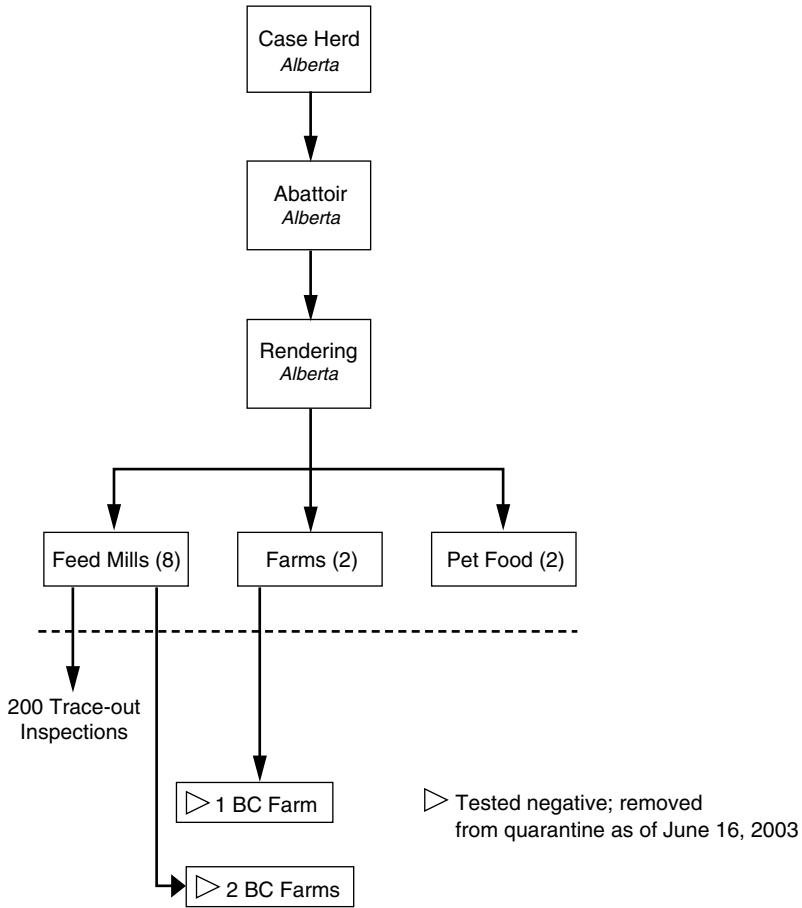 Case Herd
Alberta
Abattoir
Alberta
Rendering
Alberta
Feed Mills (8)
Farms (2)
Pet Food (2)
200 Trace-out
Inspections
1 BC Farm
2 BC Farms
Tested negative; removed
from quarantine as of June 16, 2003